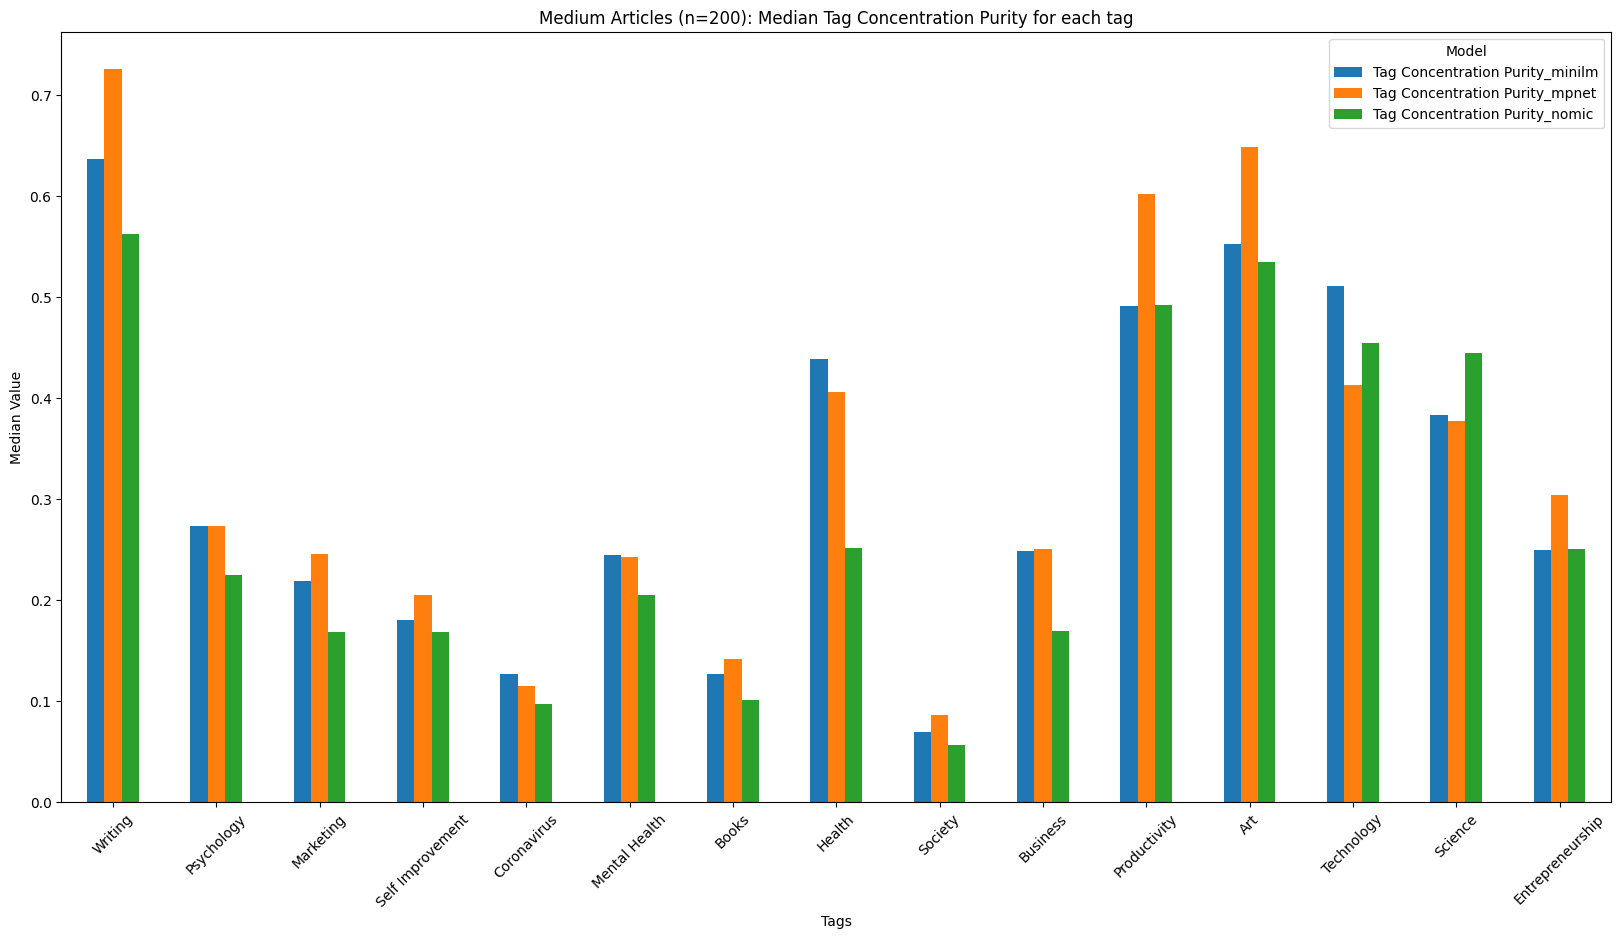 Medium Articles (n=200): Median Tag Concentration Purity for each tag
Model
Tag Concentration Purity_minilm
Tag Concentration Purity_mpnet
Tag Concentration Purity_nomic
Median Value
0.7
0.6
0.5
0.4
0.3
0.2
0.1
0.0
Writing
Psychology
Marketing
Self Improvement
Coronavirus
Mental Health
Books
Health
Society
Business
Productivity
Art
Technology
Science
Entrepreneurship
Tags